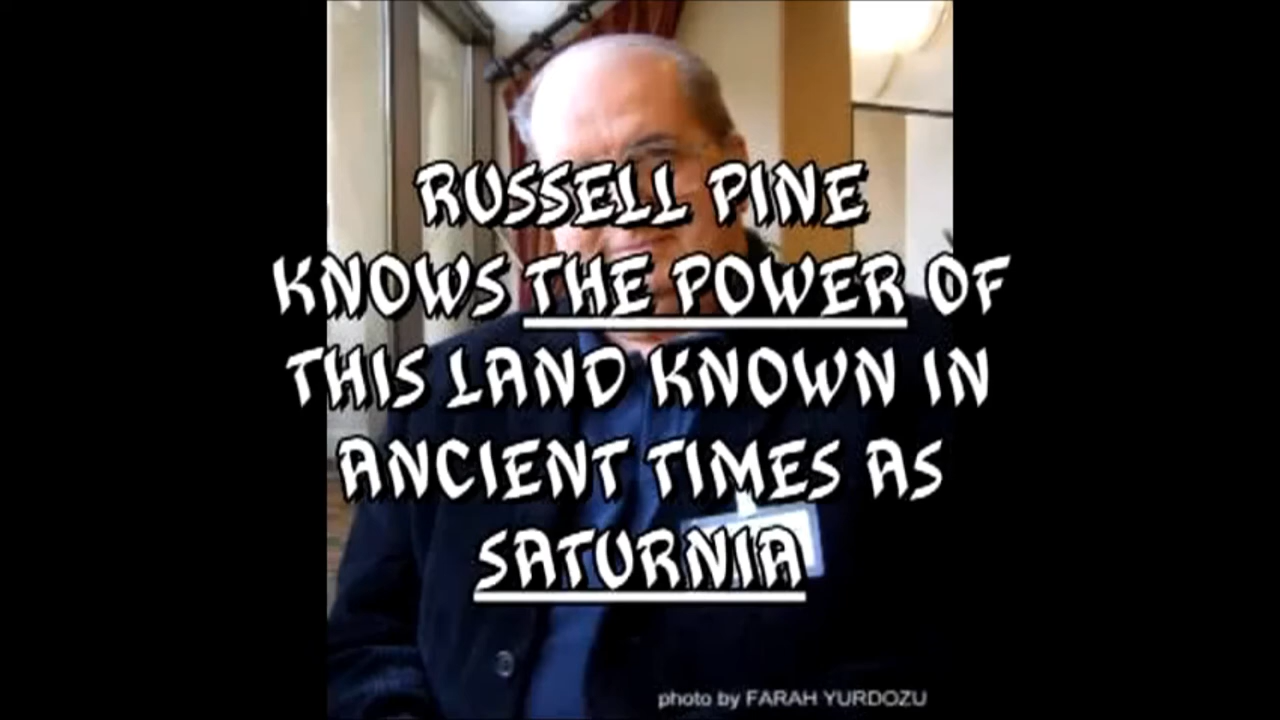 RUSSELL PINE
KNOWS THE POWER OF
THIS LAND KNOWN IN
ANCIENT TIMES AS
SATURNIA
photo by FARAH YURDOZU